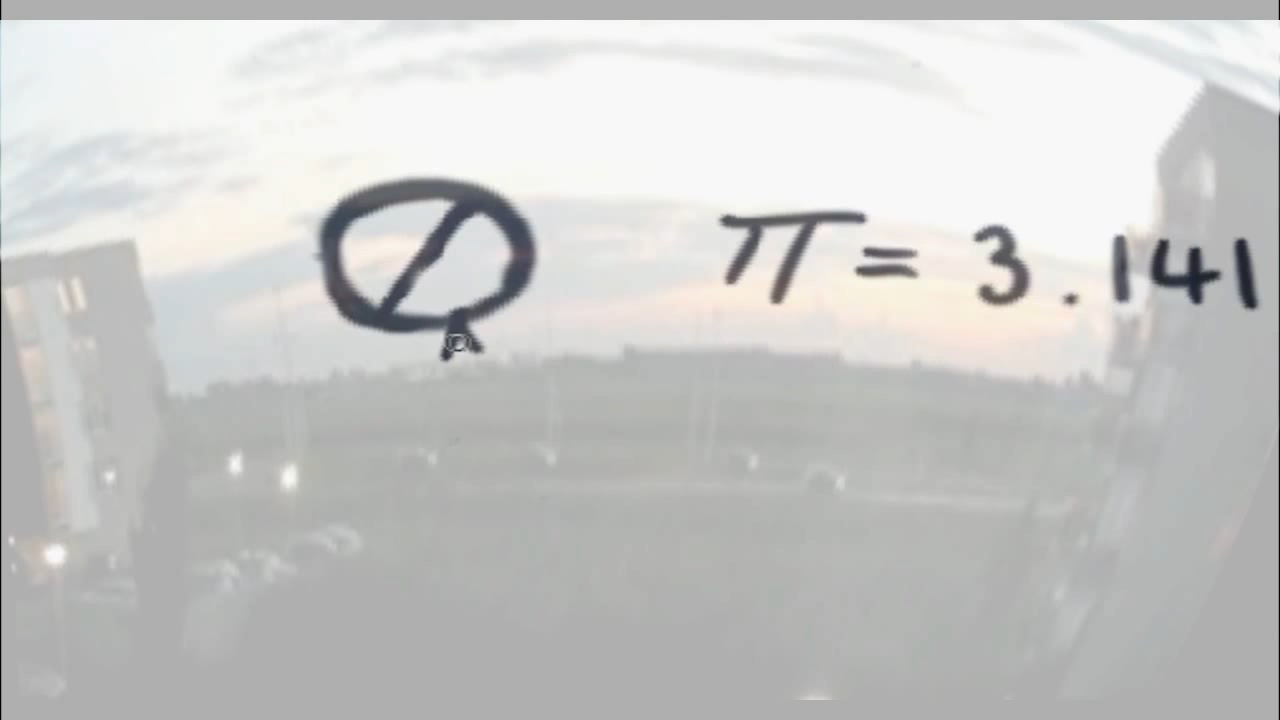 π = 3.141